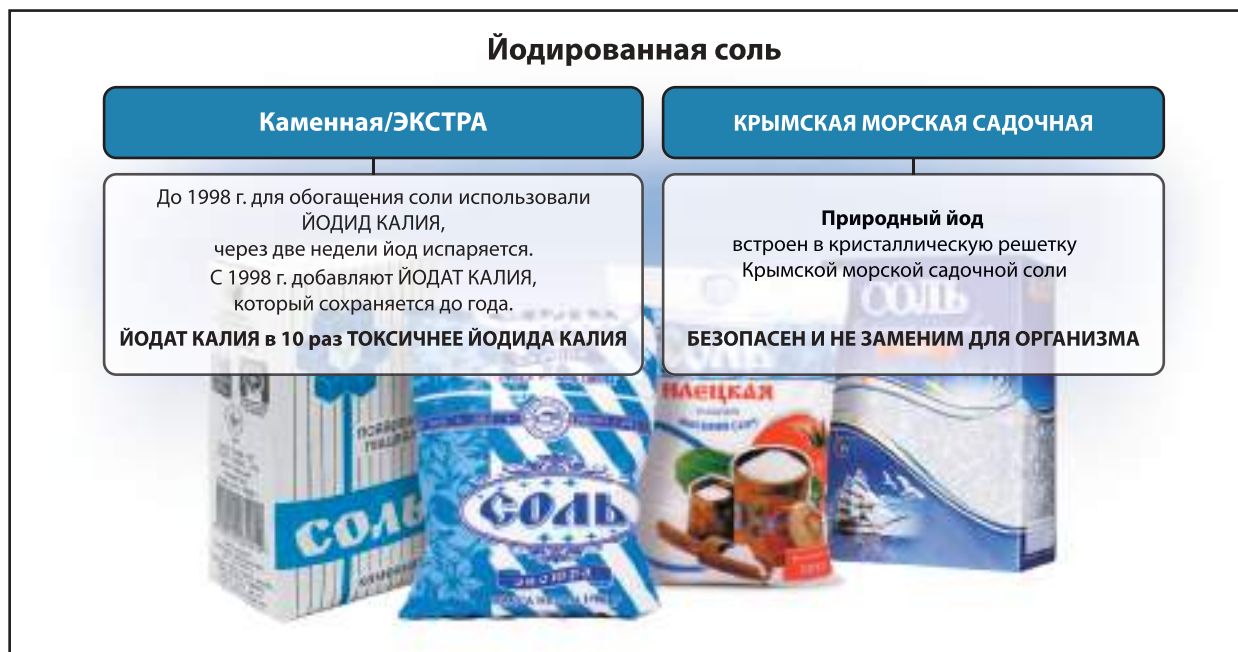 Йодированная соль
Каменная/ЭКСТРА
КРЫМСКАЯ МОРСКАЯ САДОЧНАЯ
До 1998 г. для обогащения соли использовали
ЙОДИД КАЛИЯ,
через две недели йод испаряется.
С 1998 г. добавляют ЙОДАТ КАЛИЯ,
который сохраняется до года.
ЙОДАТ КАЛИЯ в 10 раз ТОКСИЧНЕЕ ЙОДИДА КАЛИЯ
Природный йод
встроен в кристаллическую решетку
Крымской морской садочной соли
БЕЗОПАСЕН И НЕ ЗАМЕНИМ ДЛЯ ОРГАНИЗМА
СОЛЬ
СОЛЬ
ЭКСТРА
СОЛЬ
ИЛЕЦКАЯ
СОЛЬ